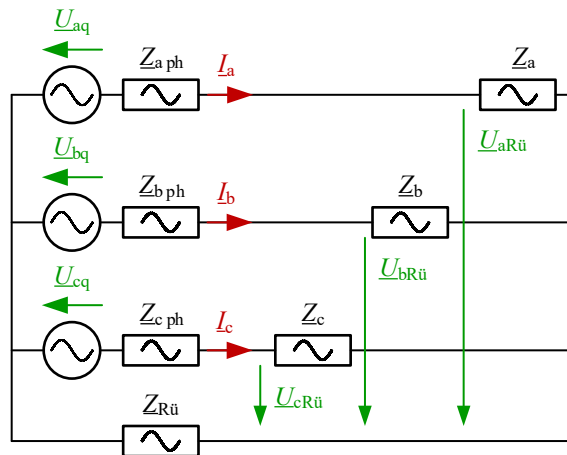 U_aq
Z_a ph
I_a
Z_a
U_aRü
U_bq
Z_b ph
I_b
Z_b
U_bRü
U_cq
Z_c ph
I_c
Z_c
U_cRü
Z_Rü